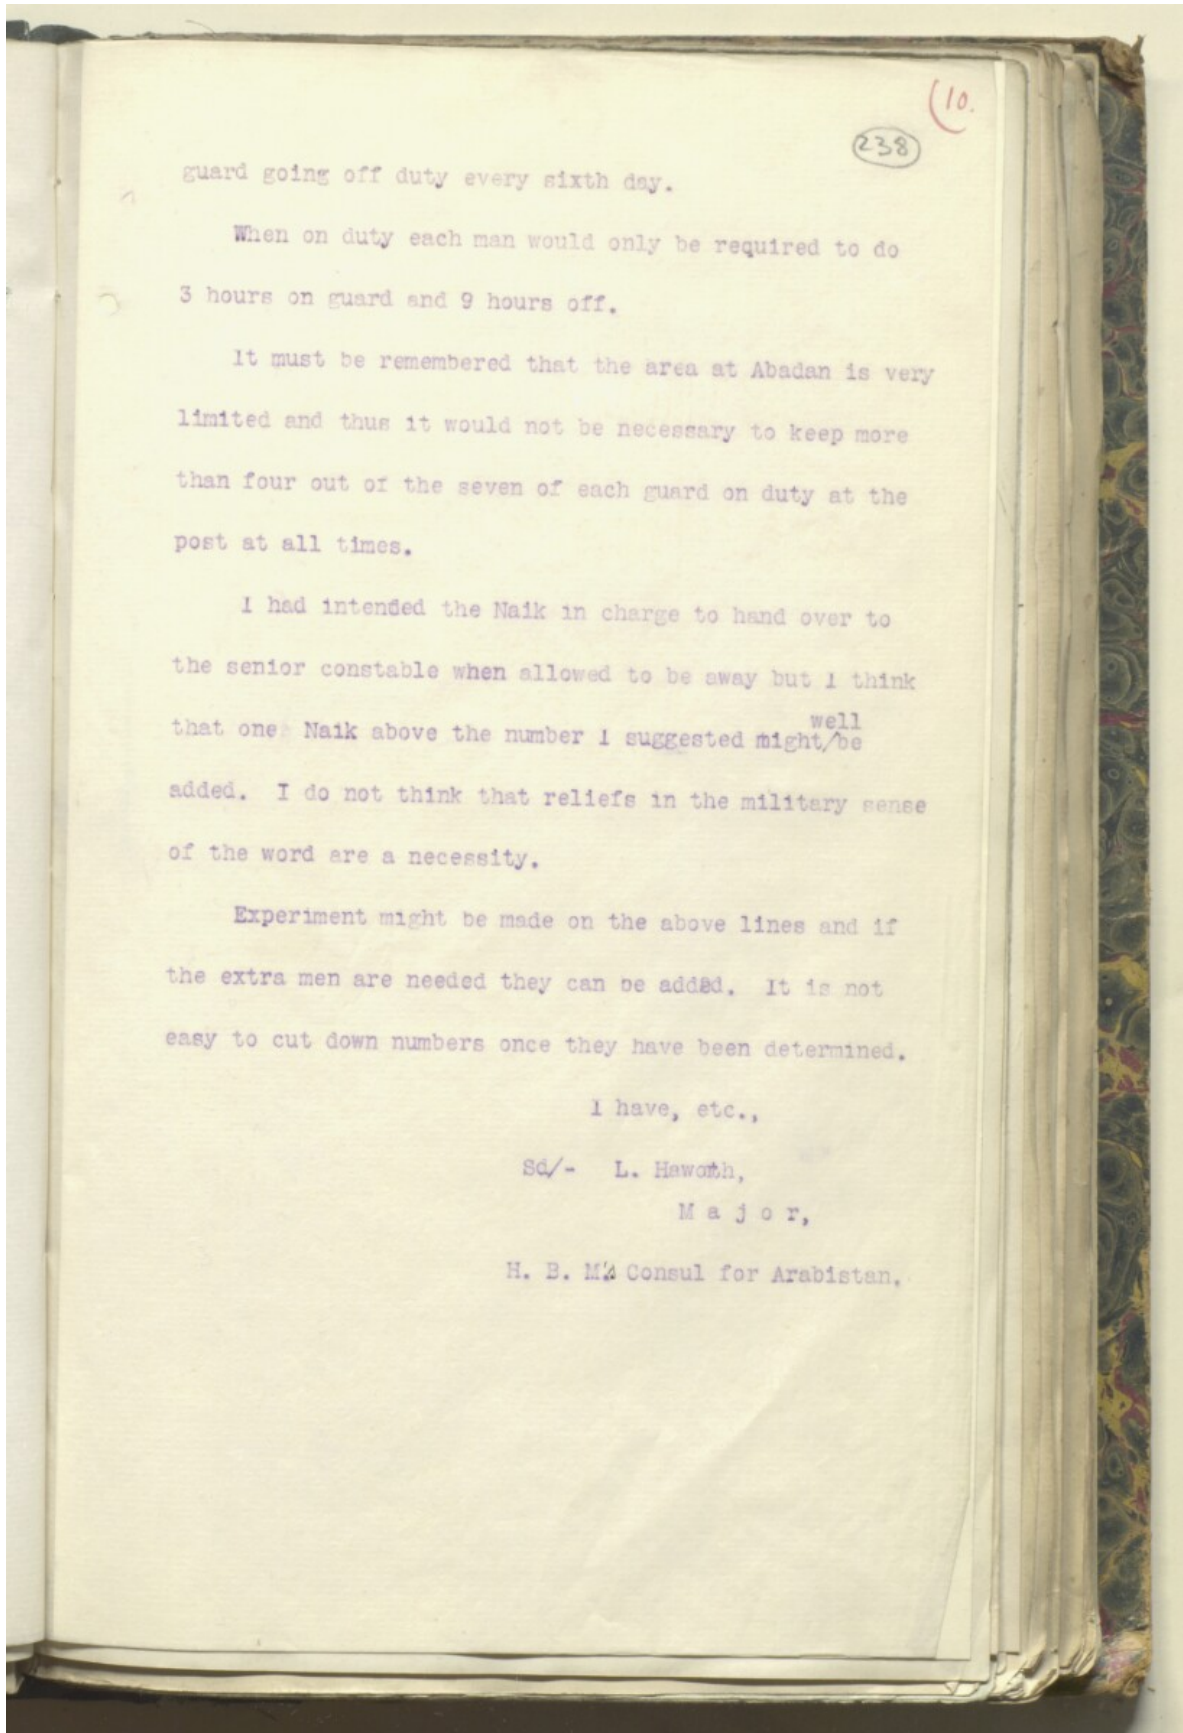 (10.
238
guard going off duty every sixth day.
When on duty each man would only be required to do
3 hours on guard and 9 hours off.
It must be remembered that the area at Abadan is very
limited and thus it would not be necessary to keep more
than four out of the seven of each guard on duty at the
post at all times.
I had intended the Naik in charge to hand over to
the senior constable when allowed to be away but I think
well
that one Naik above the number I suggested might/be
added. I do not think that reliefs in the military sense
of the word are a necessity.
Experiment might be made on the above lines and if
the extra men are needed they can be added. It is not
easy to cut down numbers once they have been determined.
I have, etc.,
Sd/- L. Haworth,
Major,
H. B. M's Consul for Arabistan.